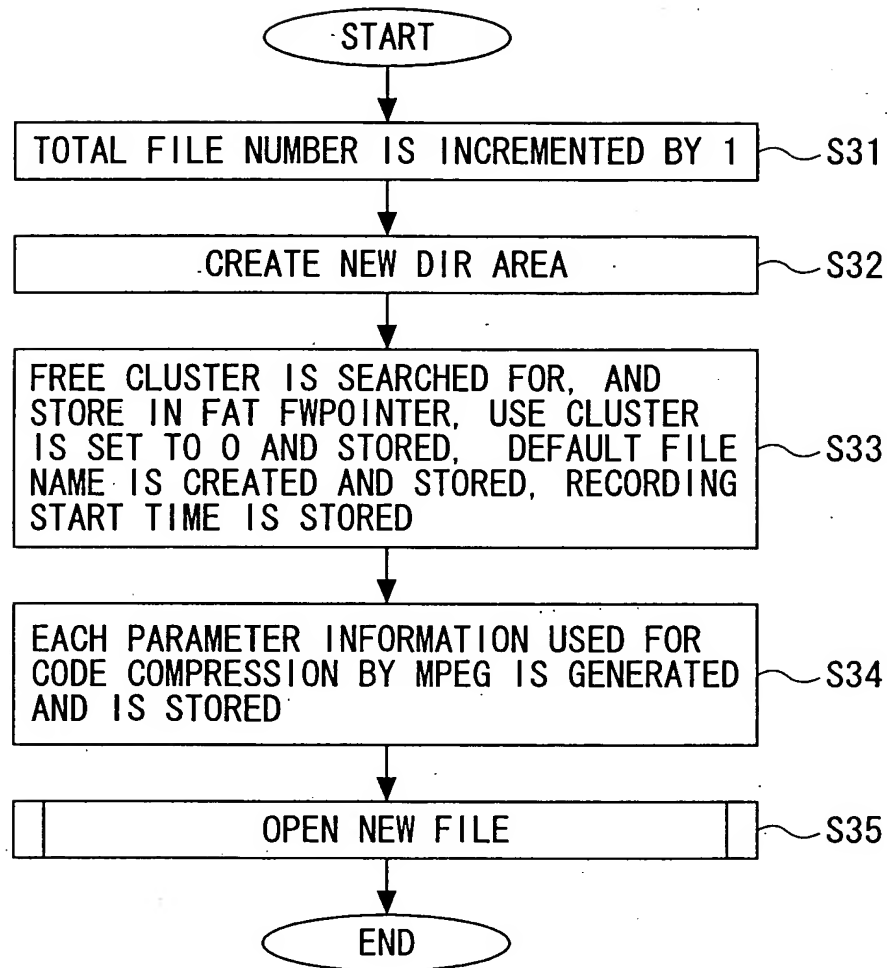 START
TOTAL FILE NUMBER IS INCREMENTED BY 1
S31
CREATE NEW DIR AREA
S32
FREE CLUSTER IS SEARCHED FOR, AND
STORE IN FAT FWPOINTER, USE CLUSTER
IS SET TO 0 AND STORED, DEFAULT FILE
NAME IS CREATED AND STORED, RECORDING
START TIME IS STORED
S33
EACH PARAMETER INFORMATION USED FOR
CODE COMPRESSION BY MPEG IS GENERATED
AND IS STORED
S34
OPEN NEW FILE
S35
END